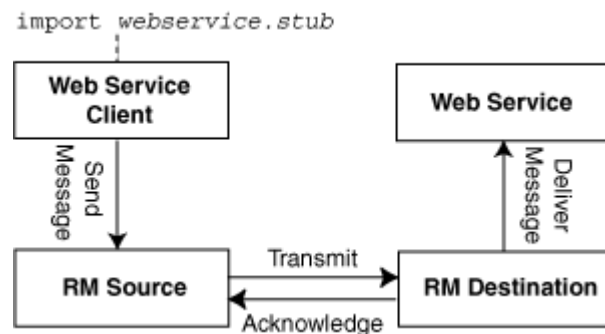 import webservice.stub
Web Service
Client
Web Service
Send
Message
Deliver
Message
RM Source
Transmit
Acknowledge
RM Destination